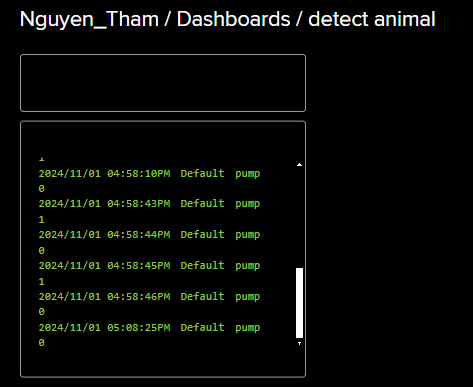 Nguyen_Tham / Dashboards / detect animal
2024/11/01 04:58:10PM Default pump
0
2024/11/01 04:58:43PM Default pump
1
2024/11/01 04:58:44PM Default pump
0
2024/11/01 04:58:45PM Default pump
1
2024/11/01 04:58:46PM Default pump
0
2024/11/01 05:08:25PM Default pump
0